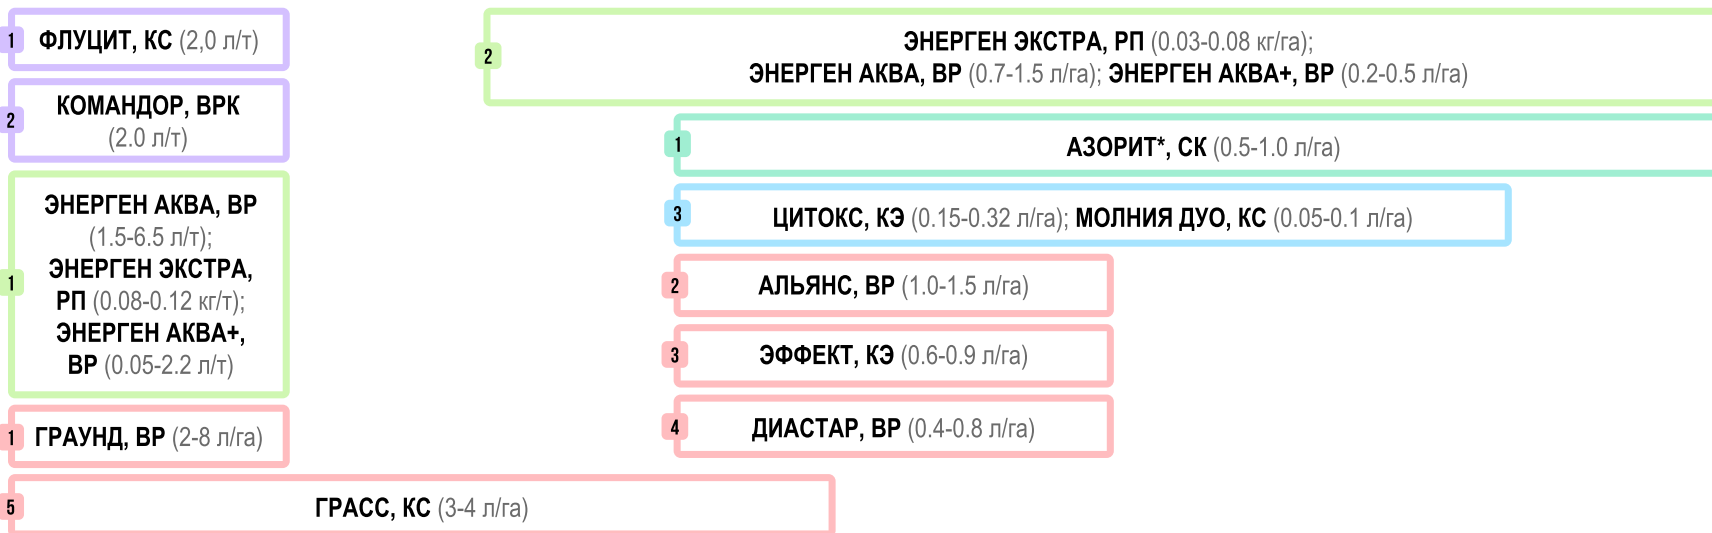 1 ФЛУЦИТ, КС (2,0 л/т)
2 КОМАНДОР, ВРК
(2.0 л/т)
1 ЭНЕРГЕН АКВА, ВР
(1.5-6.5 л/т);
ЭНЕРГЕН ЭКСТРА,
РП (0.08-0.12 кг/т);
ЭНЕРГЕН АКВА+,
ВР (0.05-2.2 л/т)
1 ГРАУНД, ВР (2-8 л/га)
5 ГРАСС, КС (3-4 л/га)
2 ЭНЕРГЕН ЭКСТРА, РП (0.03-0.08 кг/га);
ЭНЕРГЕН АКВА, ВР (0.7-1.5 л/га); ЭНЕРГЕН АКВА+, ВР (0.2-0.5 л/га)
1 АЗОРИТ*, СК (0.5-1.0 л/га)
3 ЦИТОКС, КЭ (0.15-0.32 л/га); МОЛНИЯ ДУО, КС (0.05-0.1 л/га)
2 АЛЬЯНС, ВР (1.0-1.5 л/га)
3 ЭФФЕКТ, КЭ (0.6-0.9 л/га)
4 ДИАСТАР, ВР (0.4-0.8 л/га)